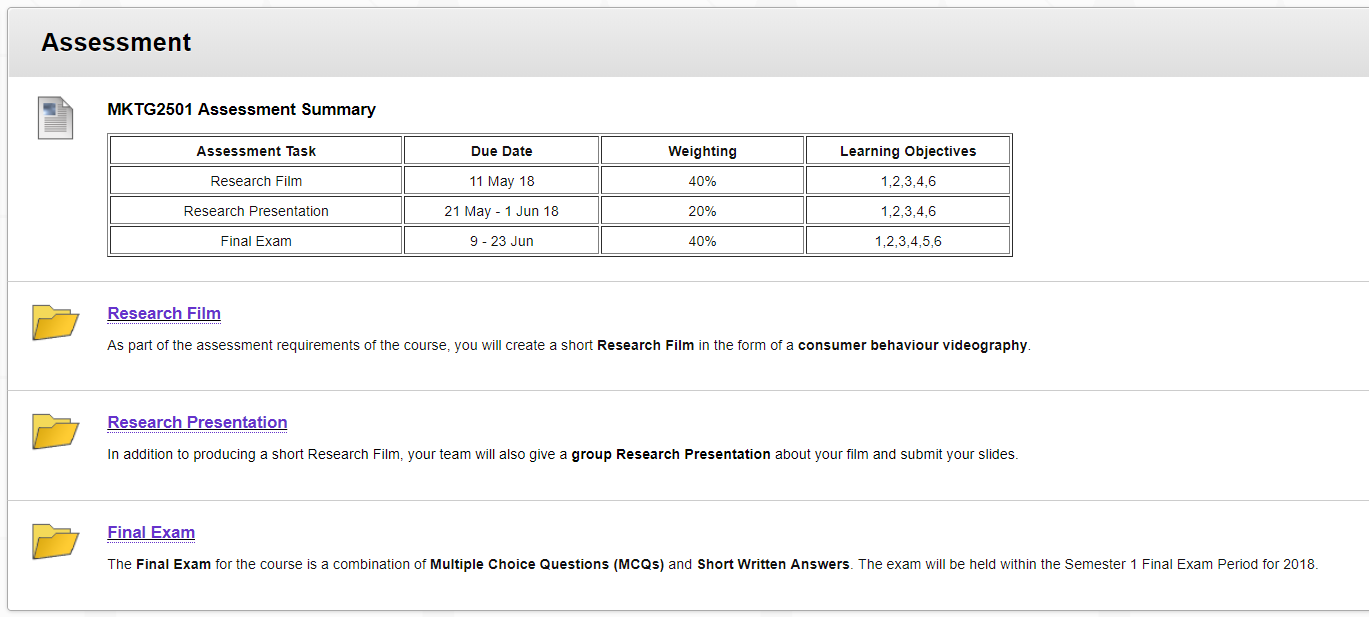 Assessment
MKTG2501 Assessment Summary
Assessment Task Due Date Weighting Learning Objectives
Research Film 11 May 18 40% 1,2,3,4,6
Research Presentation 21 May - 1 Jun 18 20% 1,2,3,4,6
Final Exam 9 - 23 Jun 40% 1,2,3,4,5,6
Research Film
As part of the assessment requirements of the course, you will create a short Research Film in the form of a consumer behaviour videography.
Research Presentation
In addition to producing a short Research Film, your team will also give a group Research Presentation about your film and submit your slides.
Final Exam
The Final Exam for the course is a combination of Multiple Choice Questions (MCQs) and Short Written Answers. The exam will be held within the Semester 1 Final Exam Period for 2018.